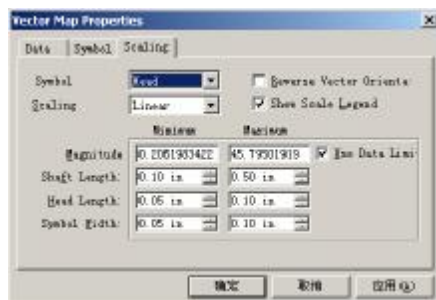 Vector Map Properties
Data Symbol Scaling
Symbol Head Reverse Vector Orienta
Scaling Linear Show Scale Legend
Minimum Maximum
Magnitude 0.2051983422 45.79501919 Use Data Limi
Shaft Length: 0.10 in 0.50 in
Head Length: 0.05 in 0.10 in
Symbol Width: 0.05 in 0.10 in
确定 取消 应用(A)